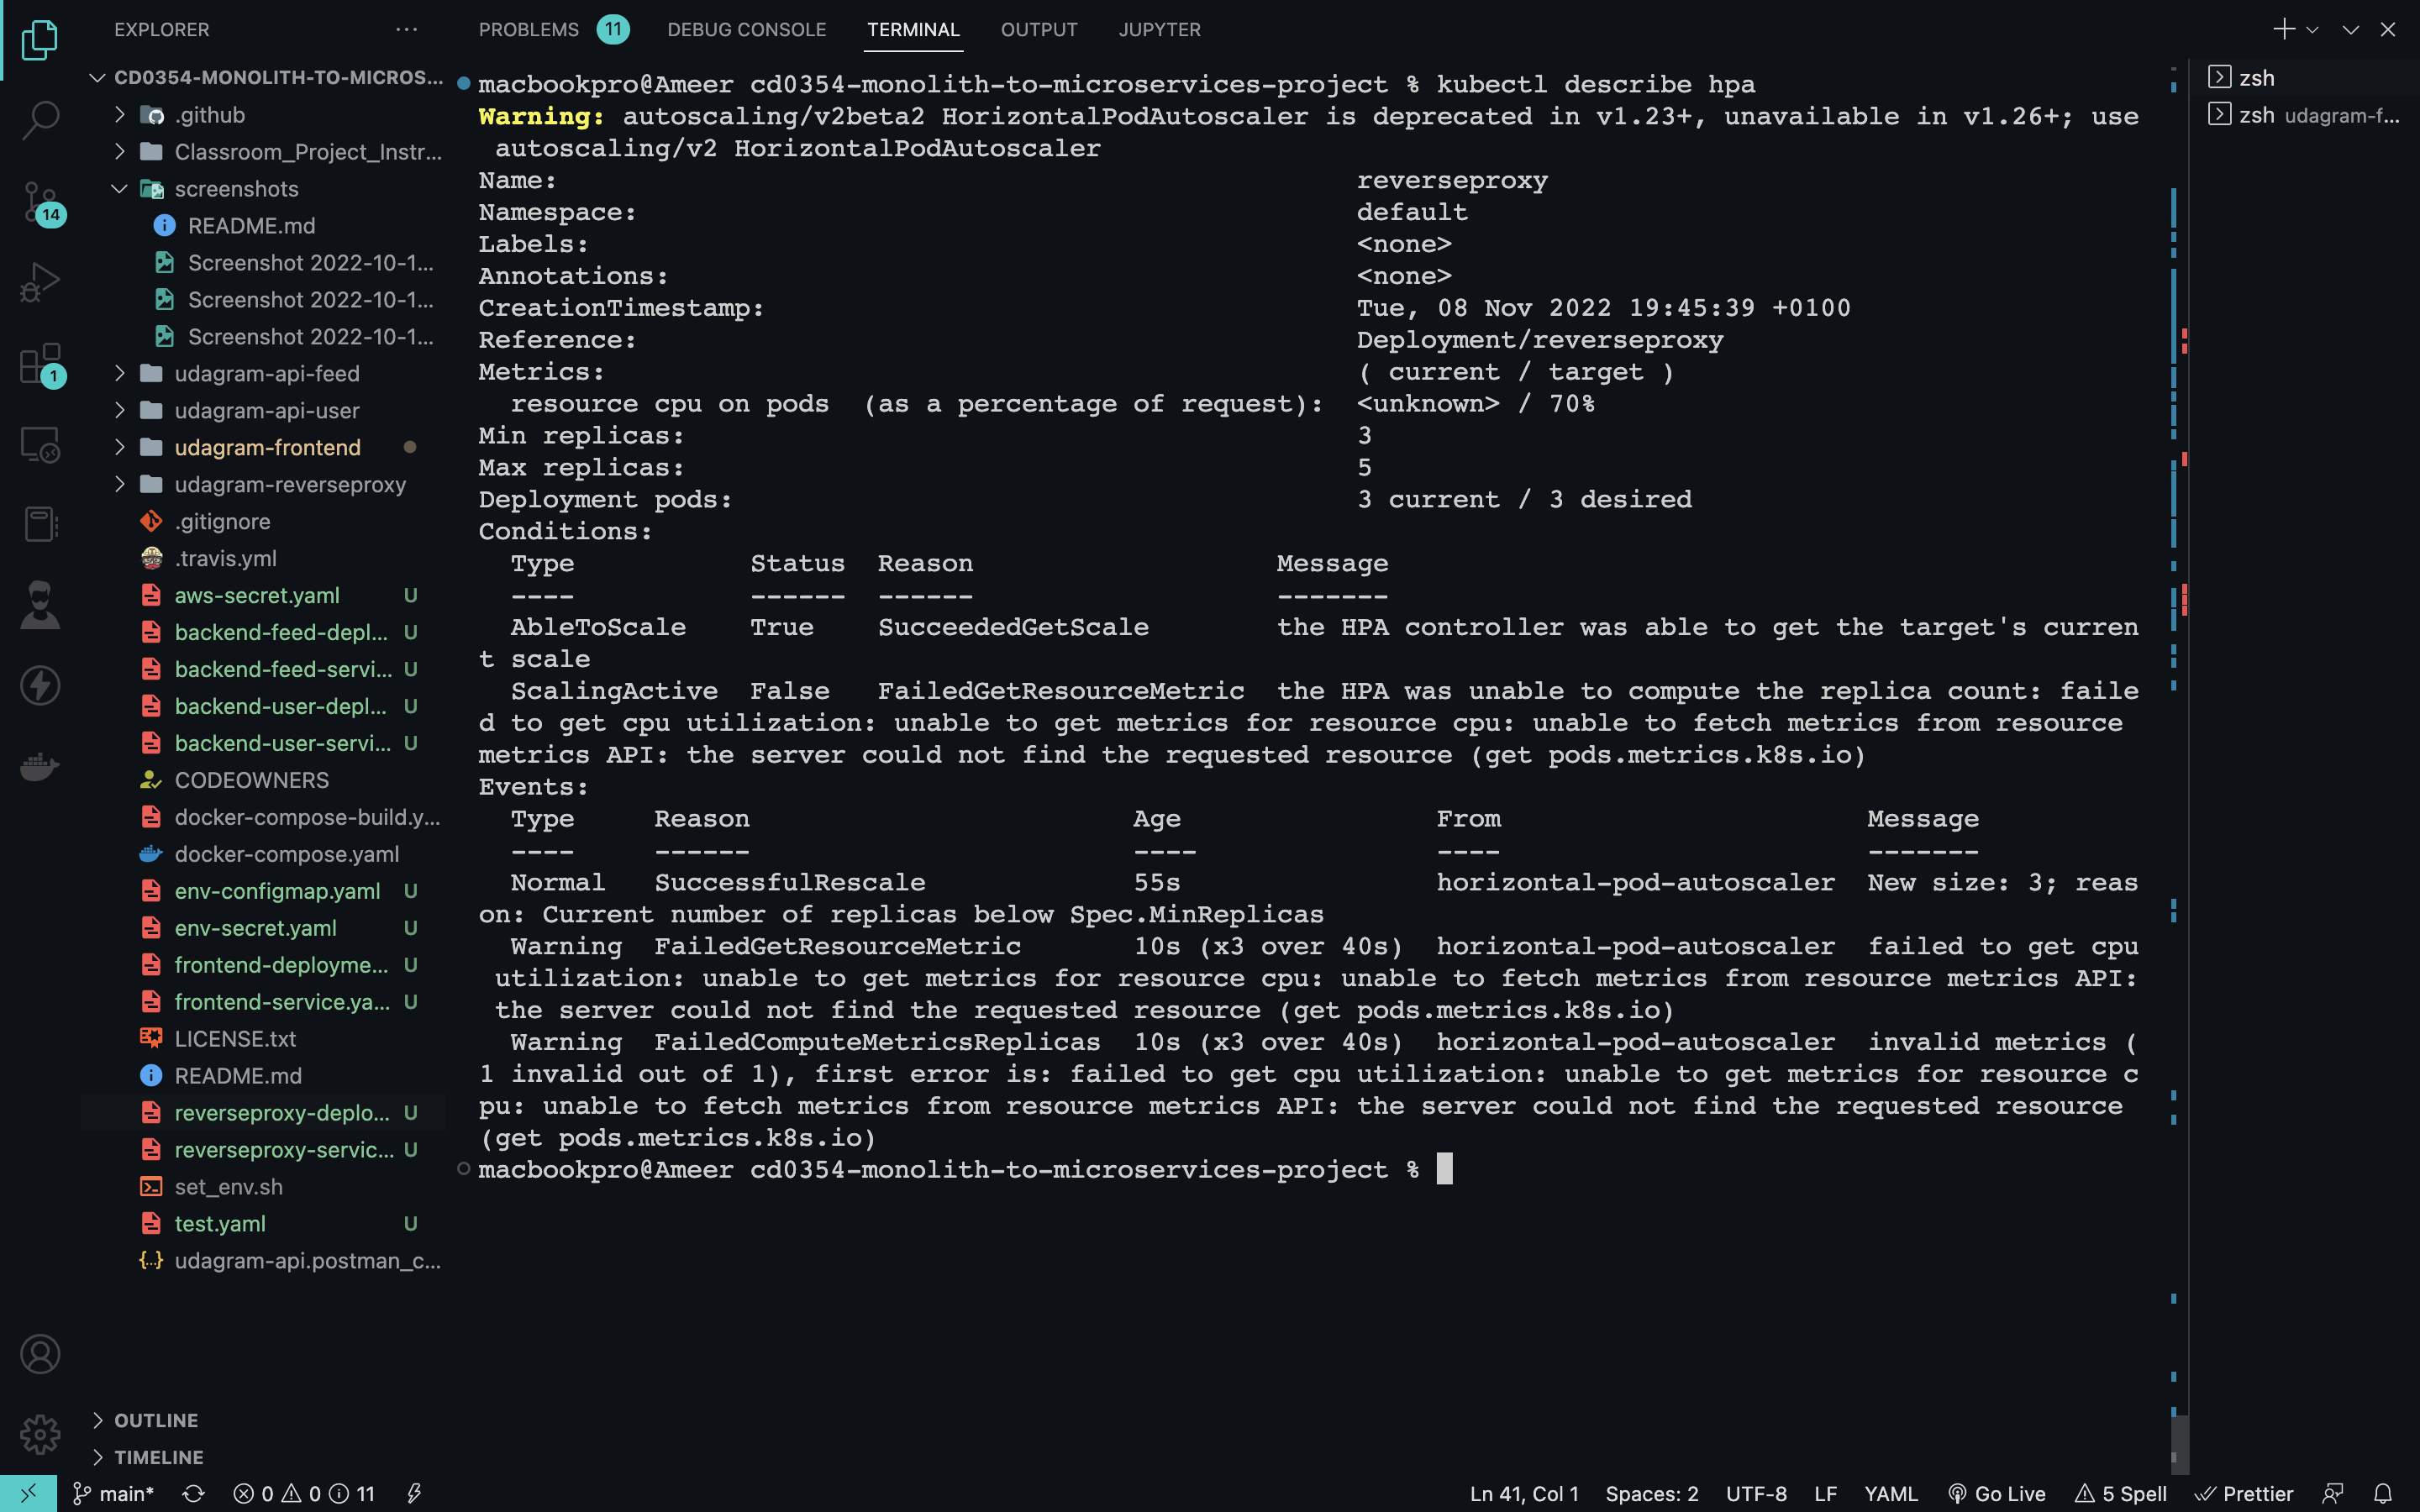 EXPLORER
PROBLEMS 11 DEBUG CONSOLE TERMINAL OUTPUT JUPYTER
CD0354-MONOLITH-TO-MICROS...
.github
Classroom_Project_Instr...
screenshots
README.md
Screenshot 2022-10-1...
Screenshot 2022-10-1...
Screenshot 2022-10-1...
udagram-api-feed
udagram-api-user
udagram-frontend
udagram-reverseproxy
.gitignore
.travis.yml
aws-secret.yaml U
backend-feed-depl... U
backend-feed-servi... U
backend-user-depl... U
backend-user-servi... U
CODEOWNERS
docker-compose-build.y...
docker-compose.yaml
env-configmap.yaml U
env-secret.yaml U
frontend-deployme... U
frontend-service.ya... U
LICENSE.txt
README.md
reverseproxy-deplo... U
reverseproxy-servic... U
set_env.sh
test.yaml U
udagram-api.postman_c...
OUTLINE
TIMELINE
14
1
macbookpro@Ameer cd0354-monolith-to-microservices-project % kubectl describe hpa
Warning: autoscaling/v2beta2 HorizontalPodAutoscaler is deprecated in v1.23+, unavailable in v1.26+; use
autoscaling/v2 HorizontalPodAutoscaler
Name: reverseproxy
Namespace: default
Labels: <none>
Annotations: <none>
CreationTimestamp: Tue, 08 Nov 2022 19:45:39 +0100
Reference: Deployment/reverseproxy
Metrics: ( current / target )
resource cpu on pods (as a percentage of request): <unknown> / 70%
Min replicas: 3
Max replicas: 5
Deployment pods: 3 current / 3 desired
Conditions:
Type Status Reason Message
---- ------ ------ -------
AbleToScale True SucceededGetScale the HPA controller was able to get the target's curren
t scale
ScalingActive False FailedGetResourceMetric the HPA was unable to compute the replica count: faile
d to get cpu utilization: unable to get metrics for resource cpu: unable to fetch metrics from resource
metrics API: the server could not find the requested resource (get pods.metrics.k8s.io)
Events:
Type Reason Age From Message
---- ------ ---- ---- -------
Normal SuccessfulRescale 55s horizontal-pod-autoscaler New size: 3; reas
on: Current number of replicas below Spec.MinReplicas
Warning FailedGetResourceMetric 10s (x3 over 40s) horizontal-pod-autoscaler failed to get cpu
utilization: unable to get metrics for resource cpu: unable to fetch metrics from resource metrics API:
the server could not find the requested resource (get pods.metrics.k8s.io)
Warning FailedComputeMetricsReplicas 10s (x3 over 40s) horizontal-pod-autoscaler invalid metrics (
1 invalid out of 1), first error is: failed to get cpu utilization: unable to get metrics for resource c
pu: unable to fetch metrics from resource metrics API: the server could not find the requested resource
(get pods.metrics.k8s.io)
macbookpro@Ameer cd0354-monolith-to-microservices-project %
zsh
zsh udagram-f...
main* 0 0 11 Ln 41, Col 1 Spaces: 2 UTF-8 LF YAML Go Live 5 Spell Prettier